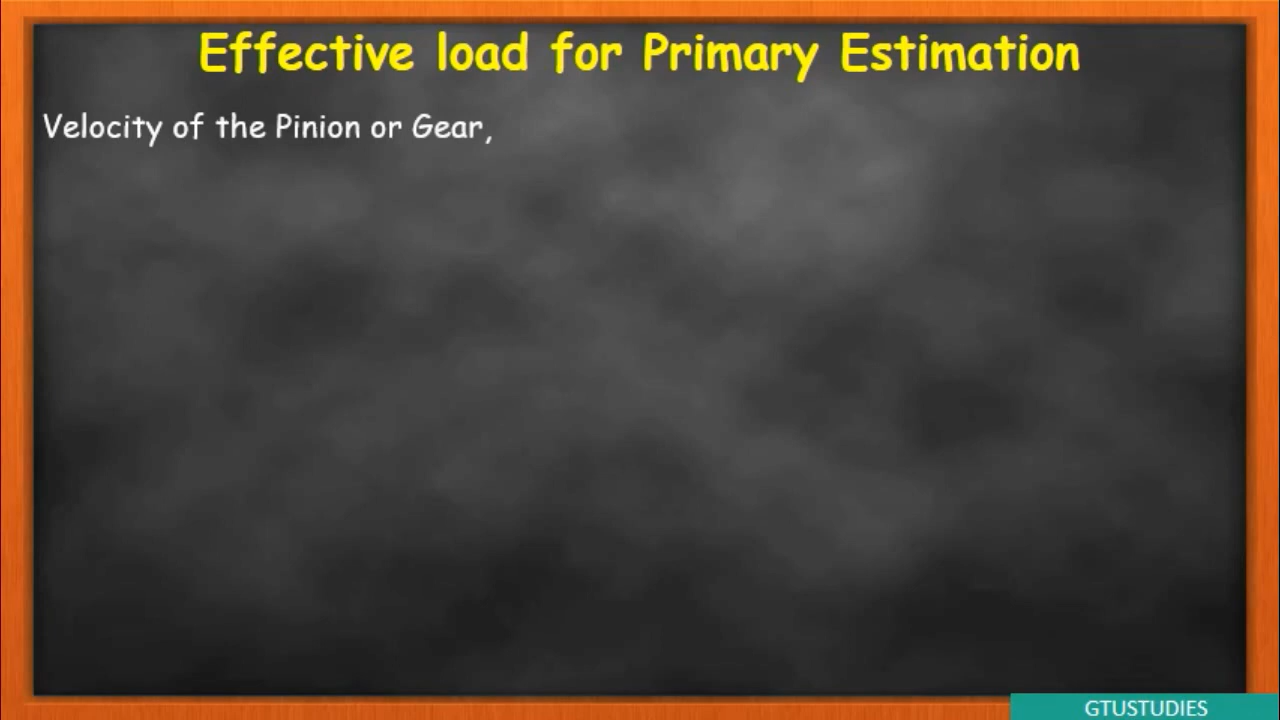 Effective load for Primary Estimation
Velocity of the Pinion or Gear,
GTUSTUDIES